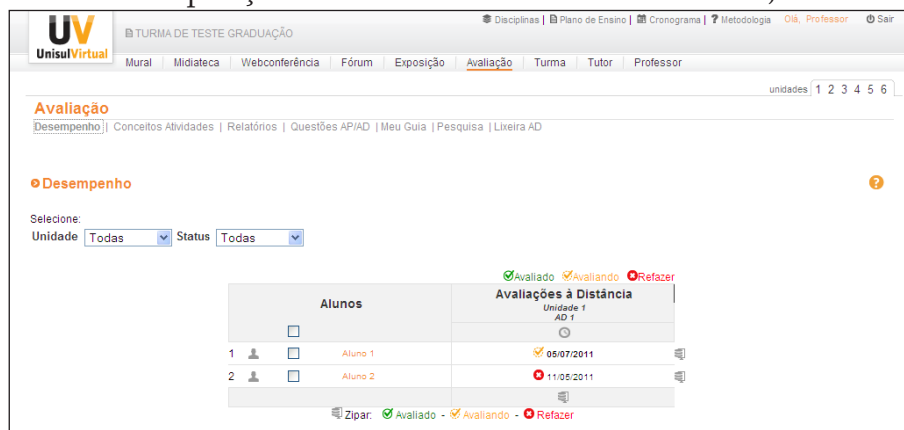 Disciplinas | Plano de Ensino | Cronograma | ? Metodologia Olá, Professor Sair
UV
UnisulVirtual
TURMA DE TESTE GRADUAÇÃO
Mural | Midiateca | Webconferência | Fórum | Exposição | Avaliação | Turma | Tutor | Professor
unidades 1 2 3 4 5 6
Avaliação
Desempenho | Conceitos Atividades | Relatórios | Questões AP/AD | Meu Guia | Pesquisa | Lixeira AD
Desempenho ?
Selecione:
Unidade Todas Status Todas
Avaliado Avaliando Refazer
Alunos Avaliações à Distância
Unidade 1
AD 1
1 Aluno 1 05/07/2011
2 Aluno 2 11/05/2011
Zipar: Avaliado - Avaliando - Refazer